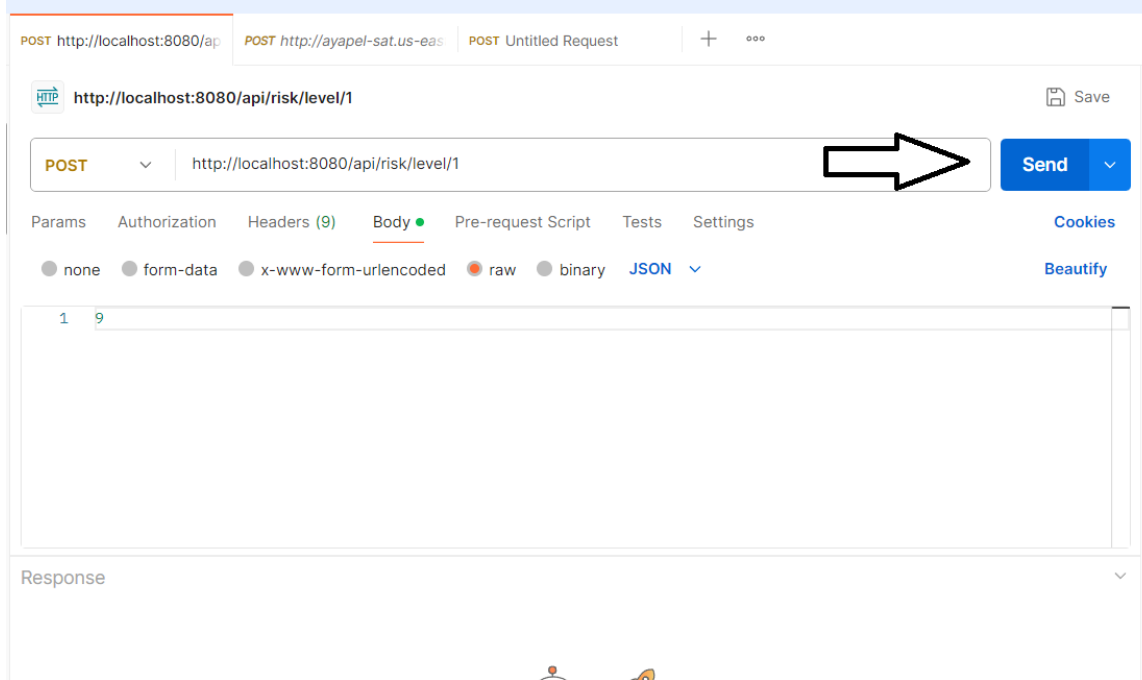 POST http://localhost:8080/ap POST http://ayapel-sat.us-eas POST Untitled Request
HTTP http://localhost:8080/api/risk/level/1 Save
POST http://localhost:8080/api/risk/level/1 Send
Params Authorization Headers (9) Body Pre-request Script Tests Settings Cookies
none form-data x-www-form-urlencoded raw binary JSON Beautify
1 9
Response